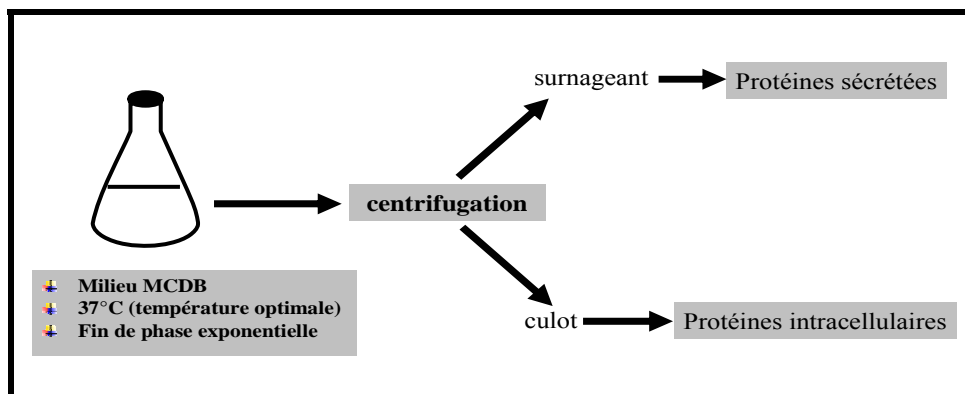 surnageant
Protéines sécrétées
centrifugation
Milieu MCDB
37°C (température optimale)
Fin de phase exponentielle
culot
Protéines intracellulaires